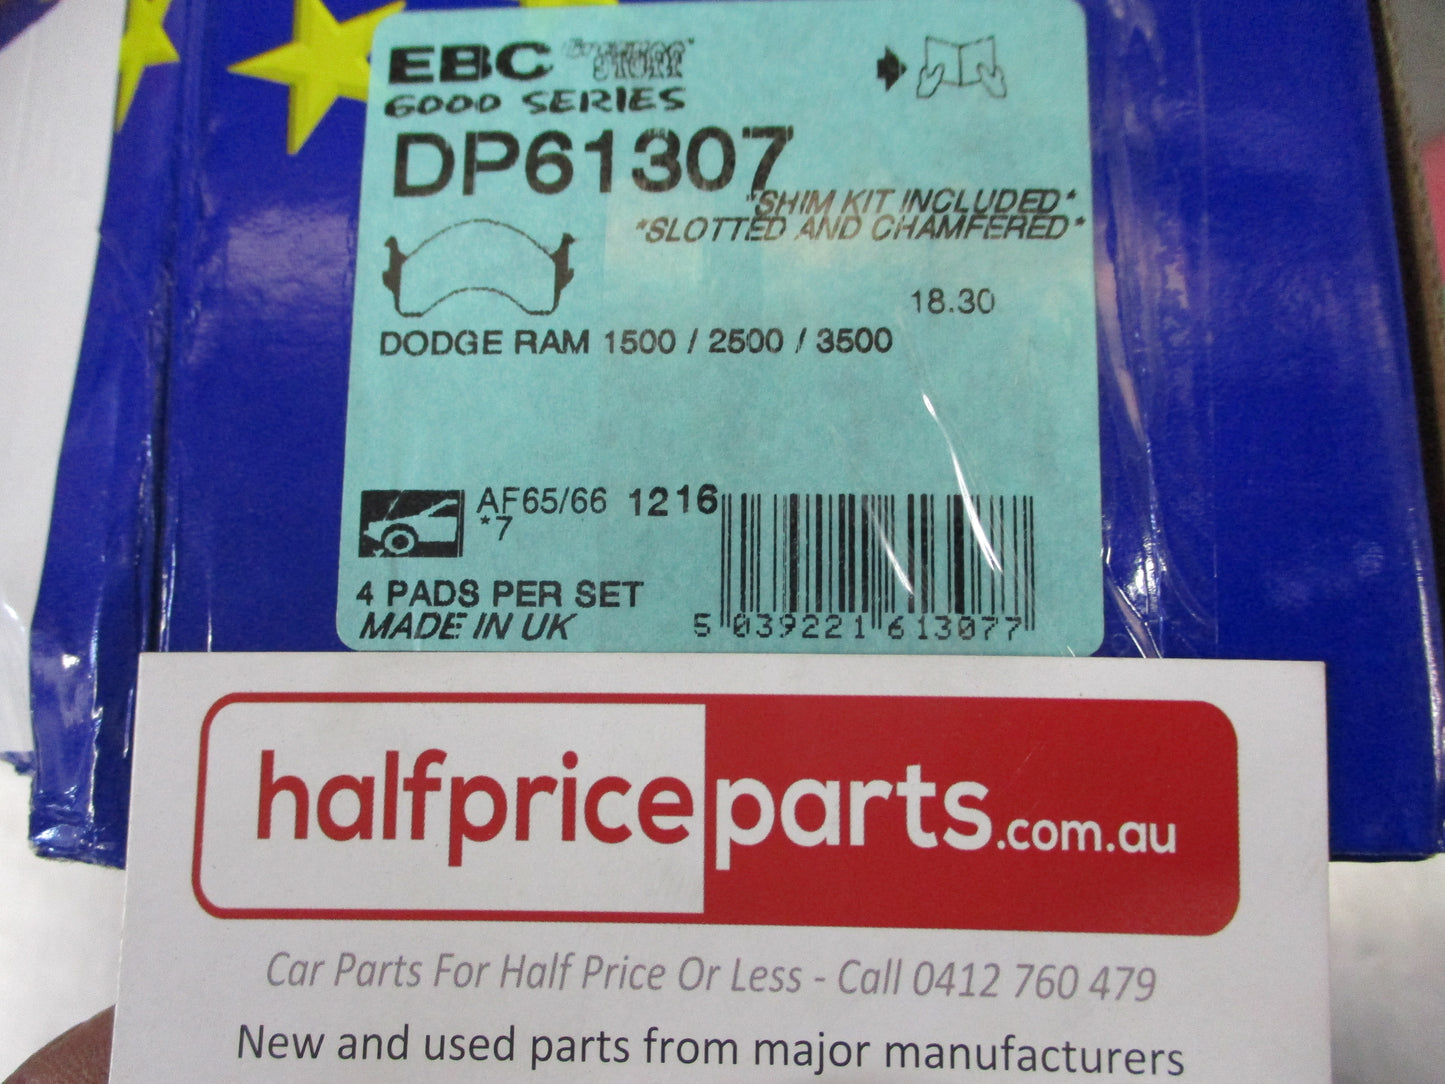 EBC Greenstuff
6000 SERIES
DP61307
*SHIM KIT INCLUDED*
*SLOTTED AND CHAMFERED*
18.30
DODGE RAM 1500 / 2500 / 3500
AF65/66 1216
*7
4 PADS PER SET
MADE IN UK
5 039221 613077
halfpriceparts.com.au
Car Parts For Half Price Or Less - Call 0412 760 479
New and used parts from major manufacturers